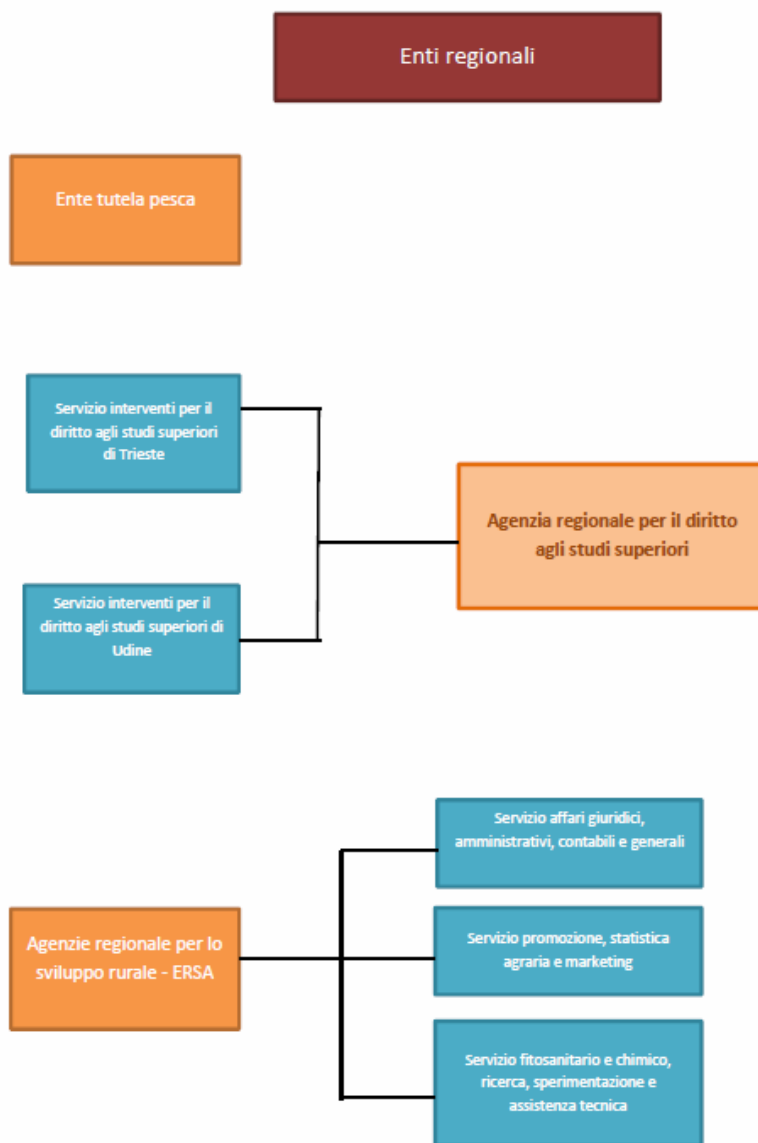 Enti regionali
Ente tutela pesca
Servizio interventi per il
diritto agli studi superiori
di Trieste
Agenzia regionale per il diritto
agli studi superiori
Servizio interventi per il
diritto agli studi superiori di
Udine
Servizio affari giuridici,
amministrativi, contabili e generali
Agenzie regionale per lo
sviluppo rurale - ERSA
Servizio promozione, statistica
agraria e marketing
Servizio fitosanitario e chimico,
ricerca, sperimentazione e
assistenza tecnica